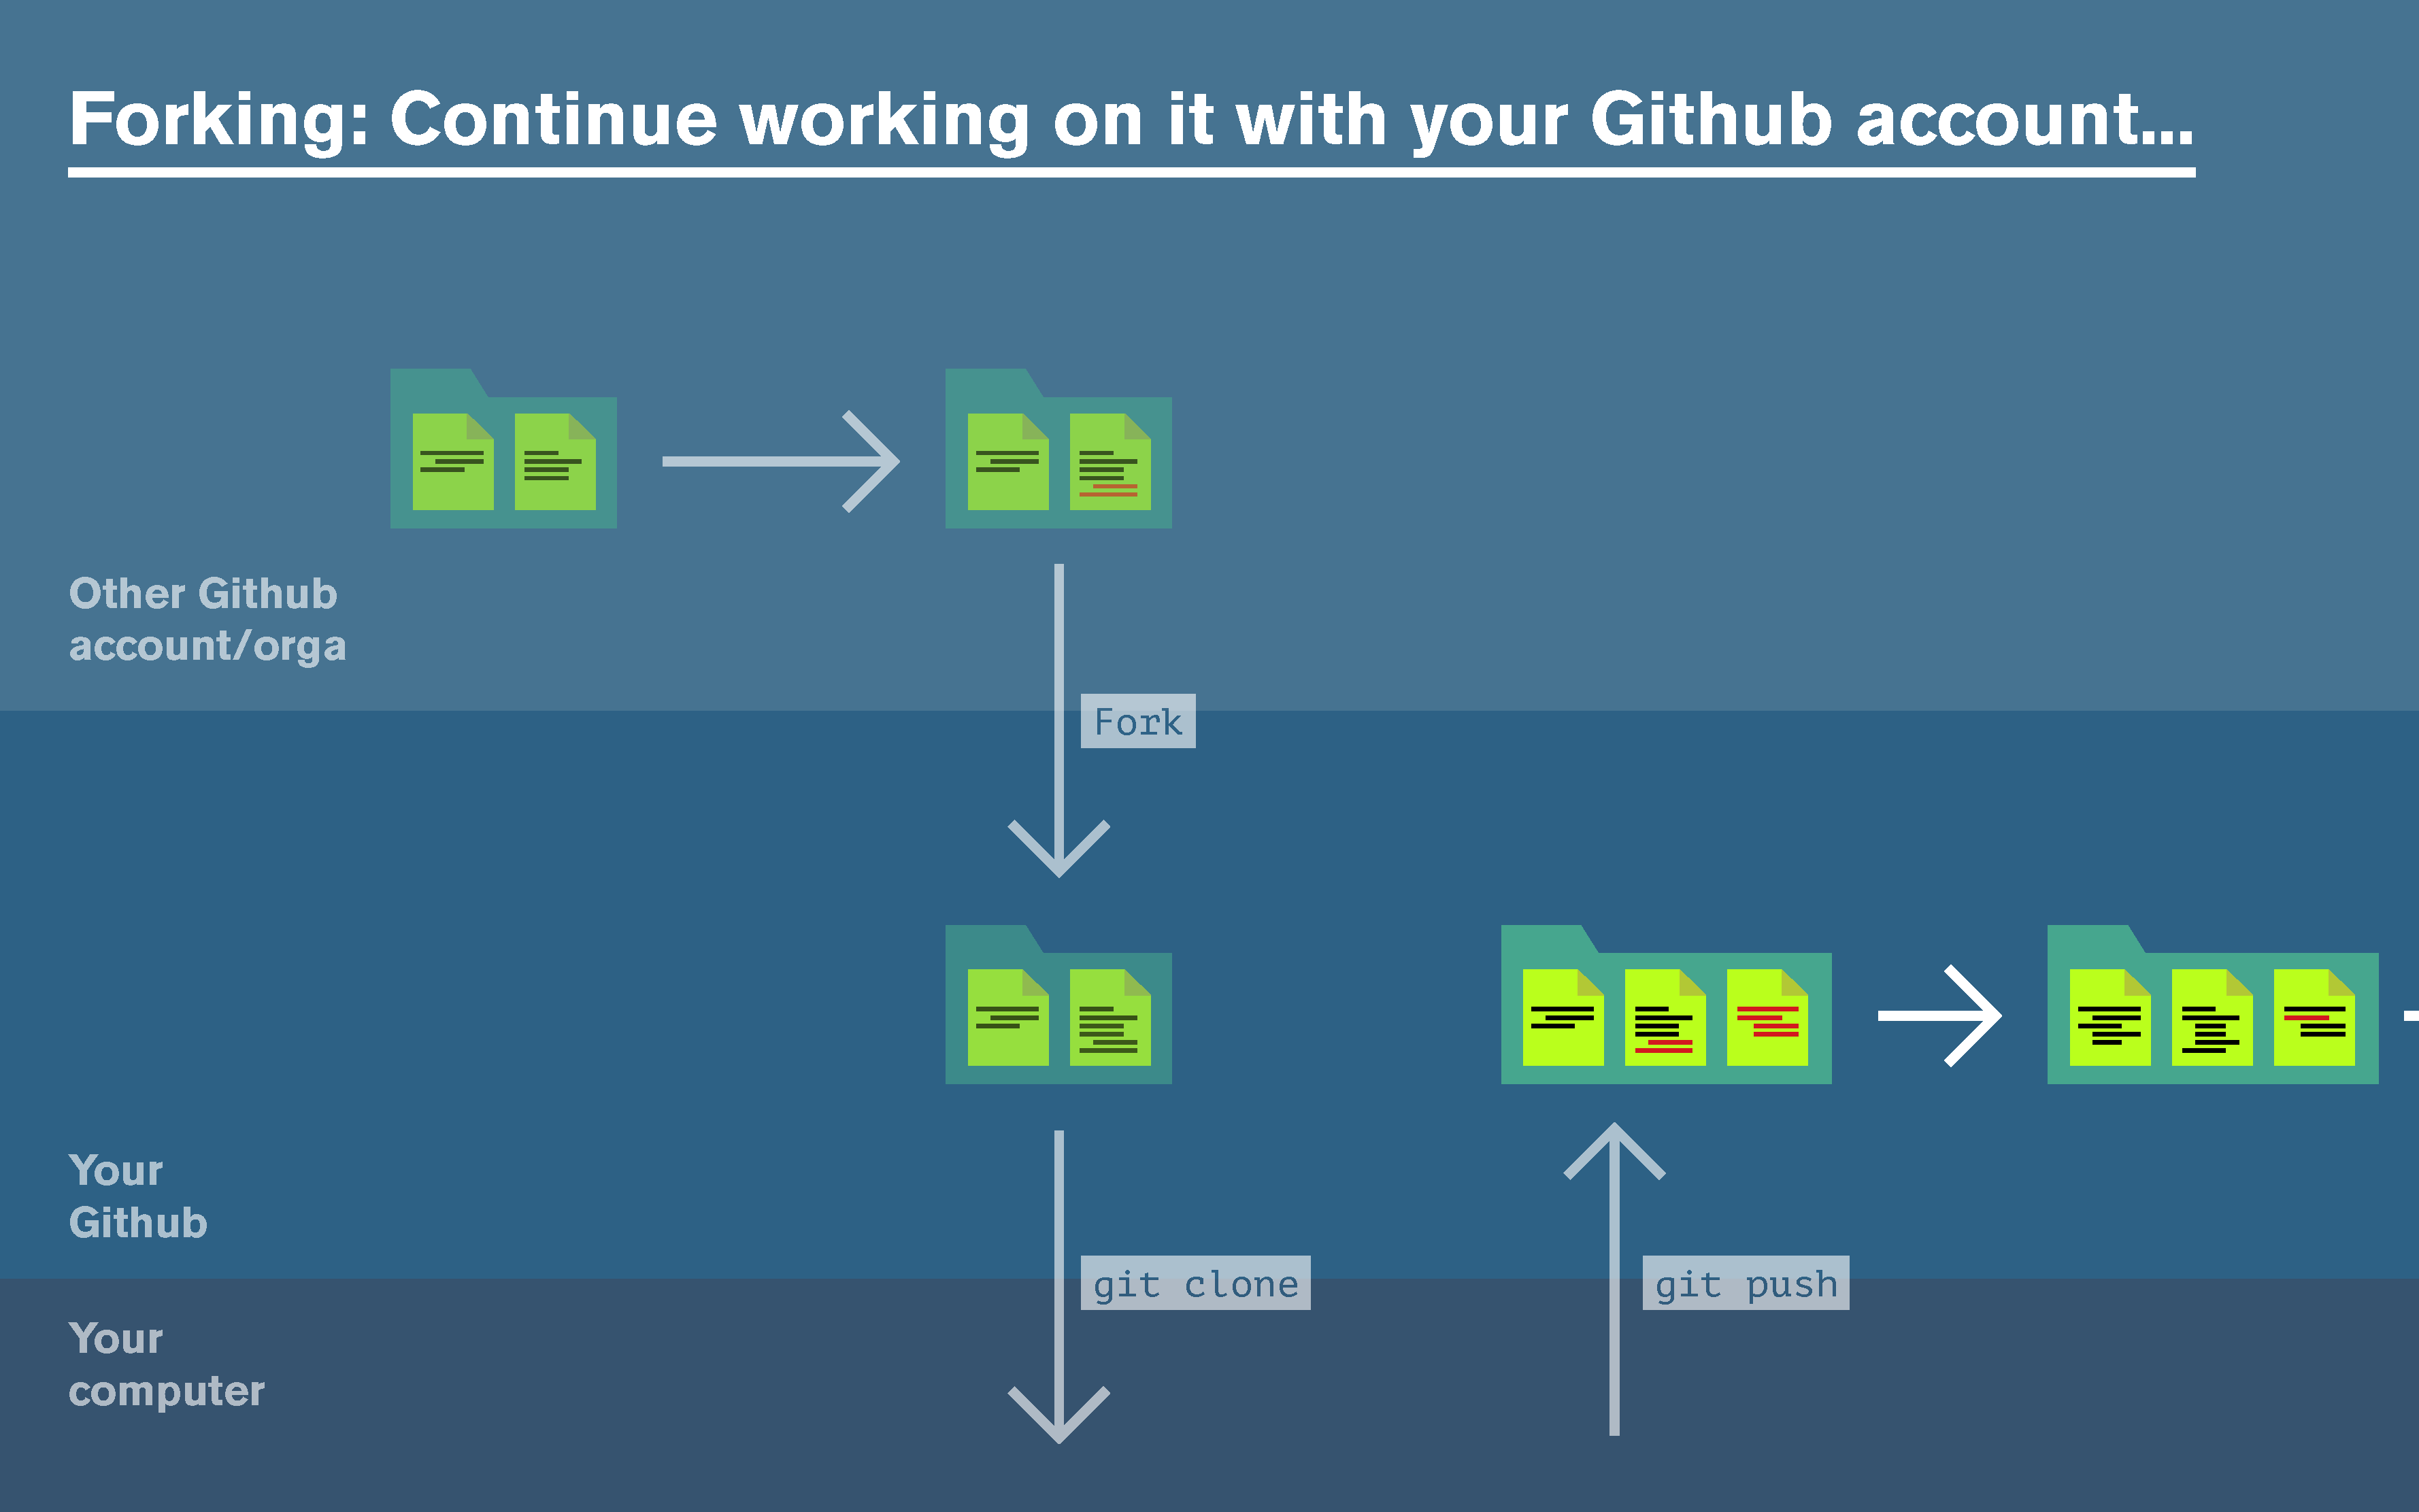 Forking: Continue working on it with your Github account...
Other Github
account/orga
Fork
Your
Github
git clone
git push
Your
computer